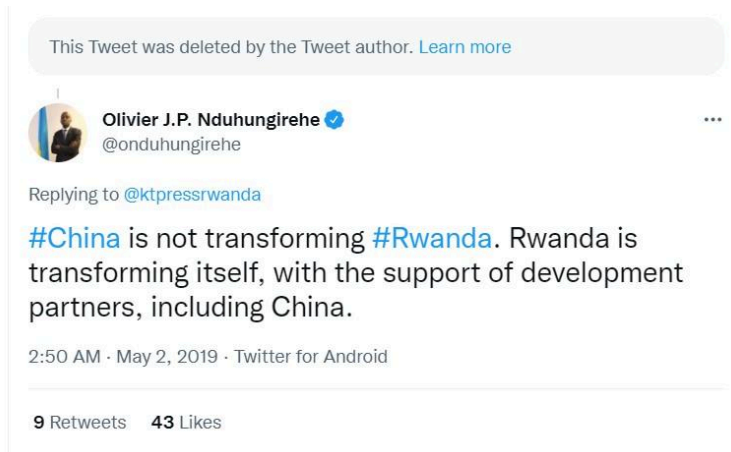 This Tweet was deleted by the Tweet author. Learn more
Olivier J.P. Nduhungirehe
@onduhungirehe
Replying to @ktpressrwanda
#China is not transforming #Rwanda. Rwanda is
transforming itself, with the support of development
partners, including China.
2:50 AM · May 2, 2019 · Twitter for Android
9 Retweets 43 Likes